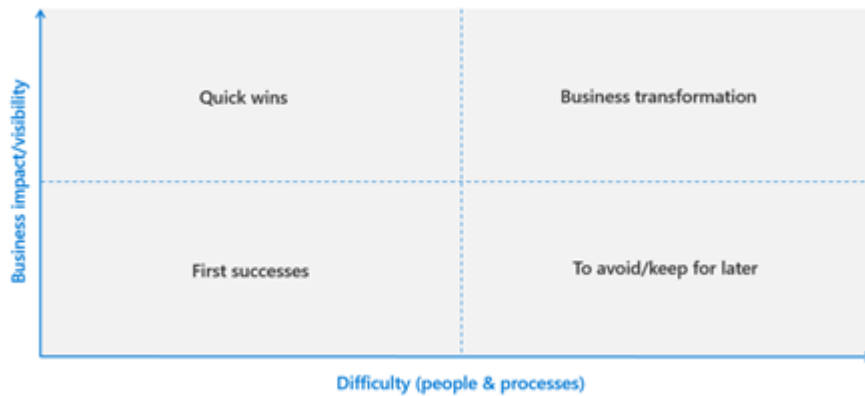 Business impact/visibility
Quick wins
Business transformation
First successes
To avoid/keep for later
Difficulty (people & processes)